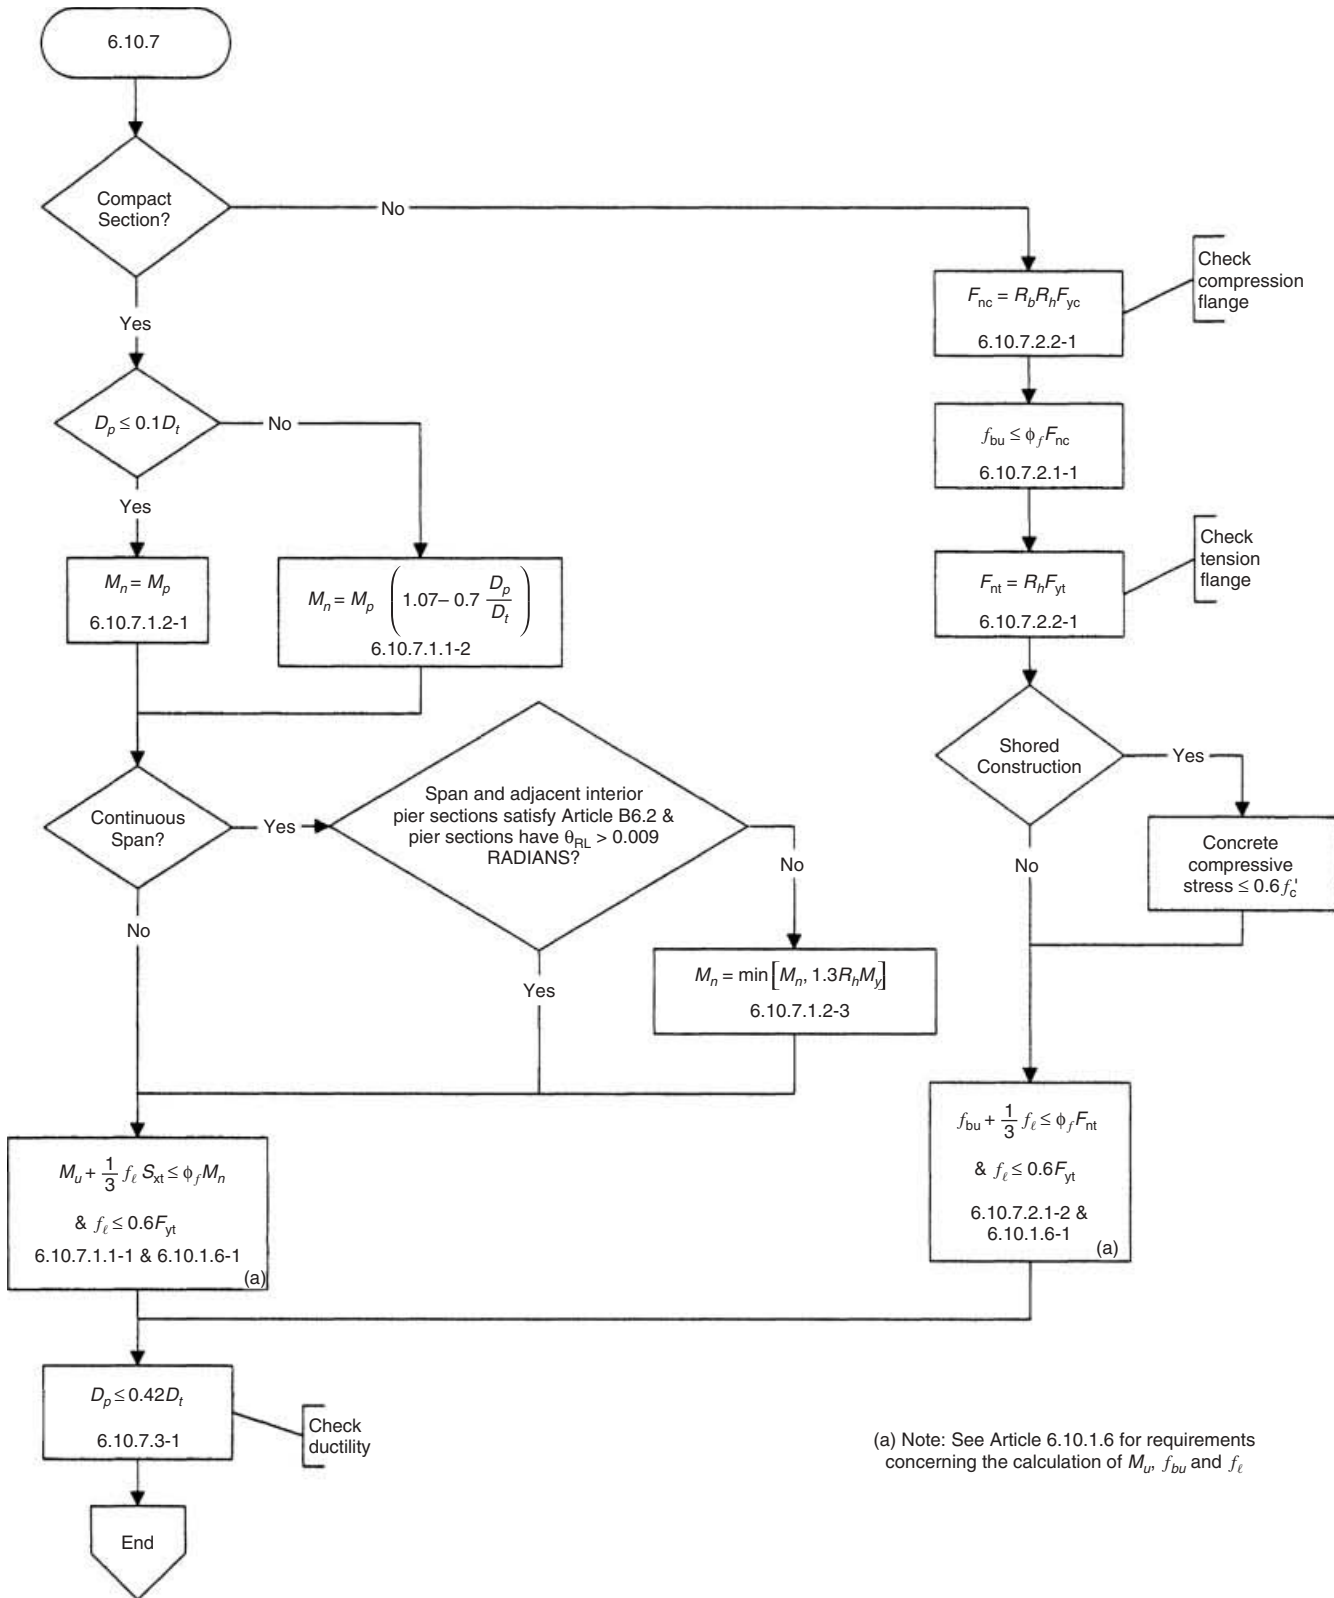 6.10.7
Compact
Section?
No
Yes
D_p ≤ 0.1D_t
No
Yes
M_n = M_p
6.10.7.1.2-1
M_n = M_p (1.07– 0.7 D_p/D_t)
6.10.7.1.1-2
Continuous
Span?
Yes
No
Span and adjacent interior
pier sections satisfy Article B6.2 &
pier sections have θ_RL > 0.009
RADIANS?
No
Yes
M_n = min[M_n, 1.3R_hM_y]
6.10.7.1.2-3
M_u + 1/3 f_ℓ S_xt ≤ ϕ_f M_n
& f_ℓ ≤ 0.6F_yt
6.10.7.1.1-1 & 6.10.1.6-1
(a)
F_nc = R_bR_hF_yc
6.10.7.2.2-1
Check
compression
flange
f_bu ≤ ϕ_f F_nc
6.10.7.2.1-1
F_nt = R_hF_yt
6.10.7.2.2-1
Check
tension
flange
Shored
Construction
Yes
No
Concrete
compressive
stress ≤ 0.6f_c'
f_bu + 1/3 f_ℓ ≤ ϕ_f F_nt
& f_ℓ ≤ 0.6F_yt
6.10.7.2.1-2 &
6.10.1.6-1
(a)
D_p ≤ 0.42D_t
6.10.7.3-1
Check
ductility
End
(a) Note: See Article 6.10.1.6 for requirements
concerning the calculation of M_u, f_bu and f_ℓ